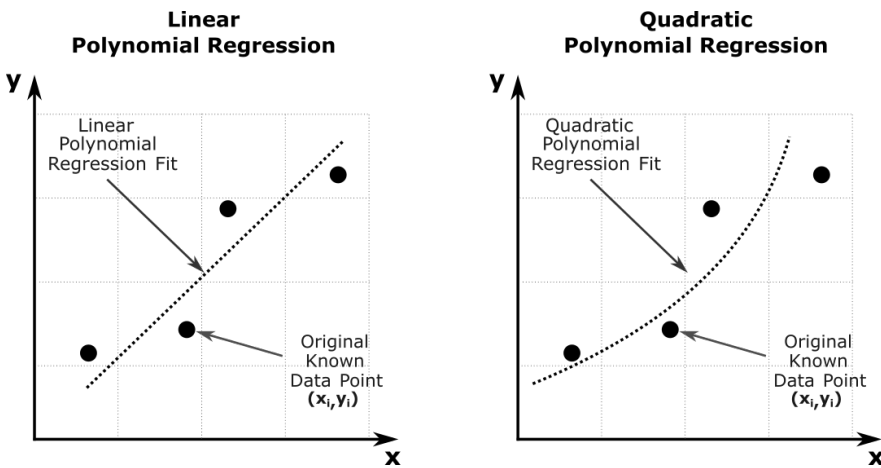 Linear
Polynomial Regression
y
Linear
Polynomial
Regression Fit
Original
Known
Data Point
(xᵢ,yᵢ)
x
Quadratic
Polynomial Regression
y
Quadratic
Polynomial
Regression Fit
Original
Known
Data Point
(xᵢ,yᵢ)
x